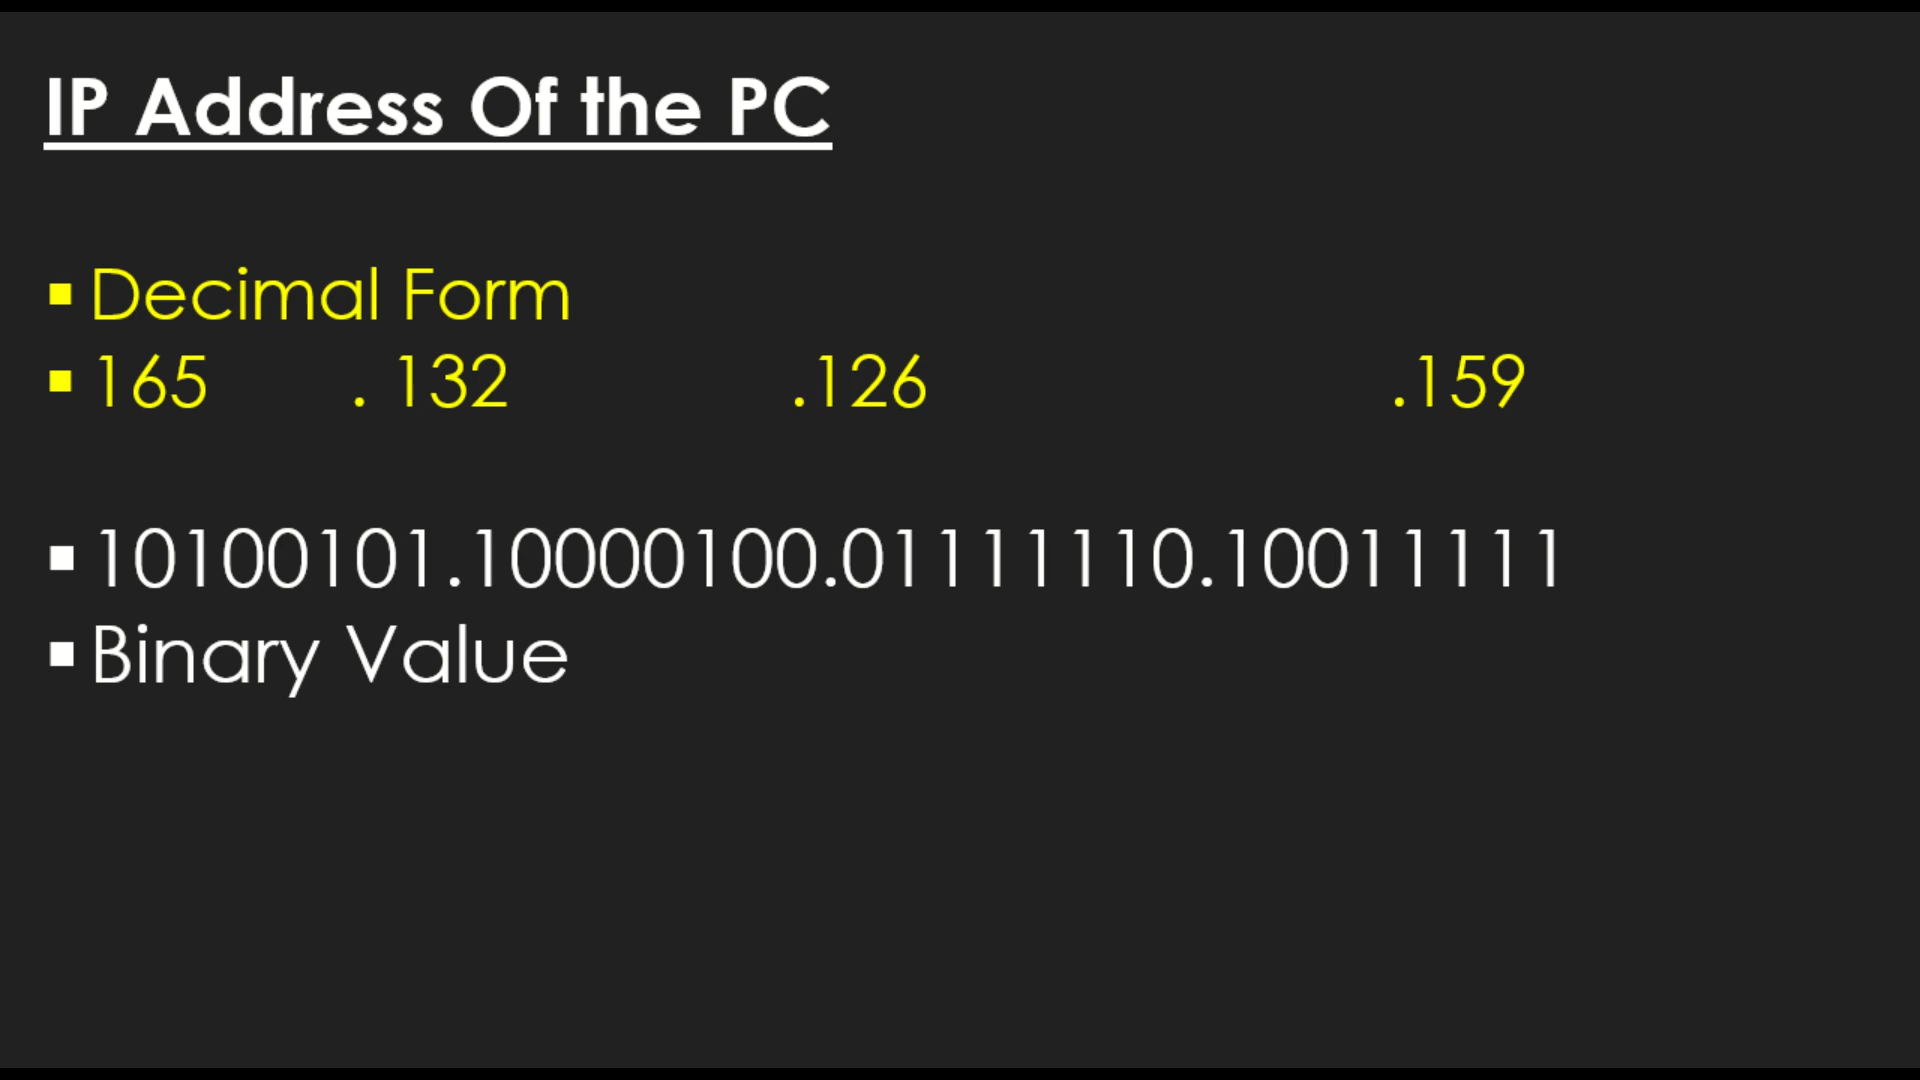 IP Address Of the PC
▪ Decimal Form
▪ 165 . 132 .126 .159
▪ 10100101.10000100.01111110.10011111
▪ Binary Value